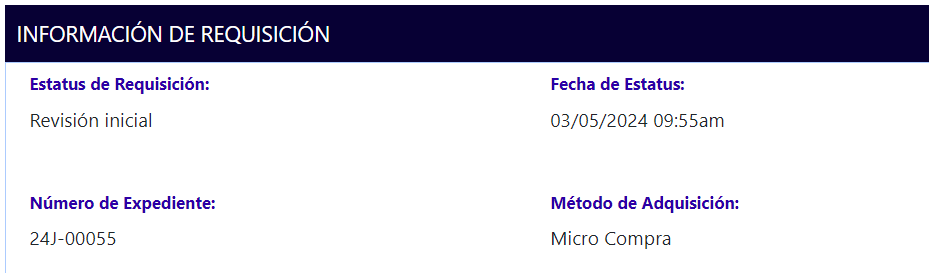 INFORMACIÓN DE REQUISICIÓN
Estatus de Requisición:
Fecha de Estatus:
Revisión inicial
03/05/2024 09:55am
Número de Expediente:
Método de Adquisición:
24J-00055
Micro Compra